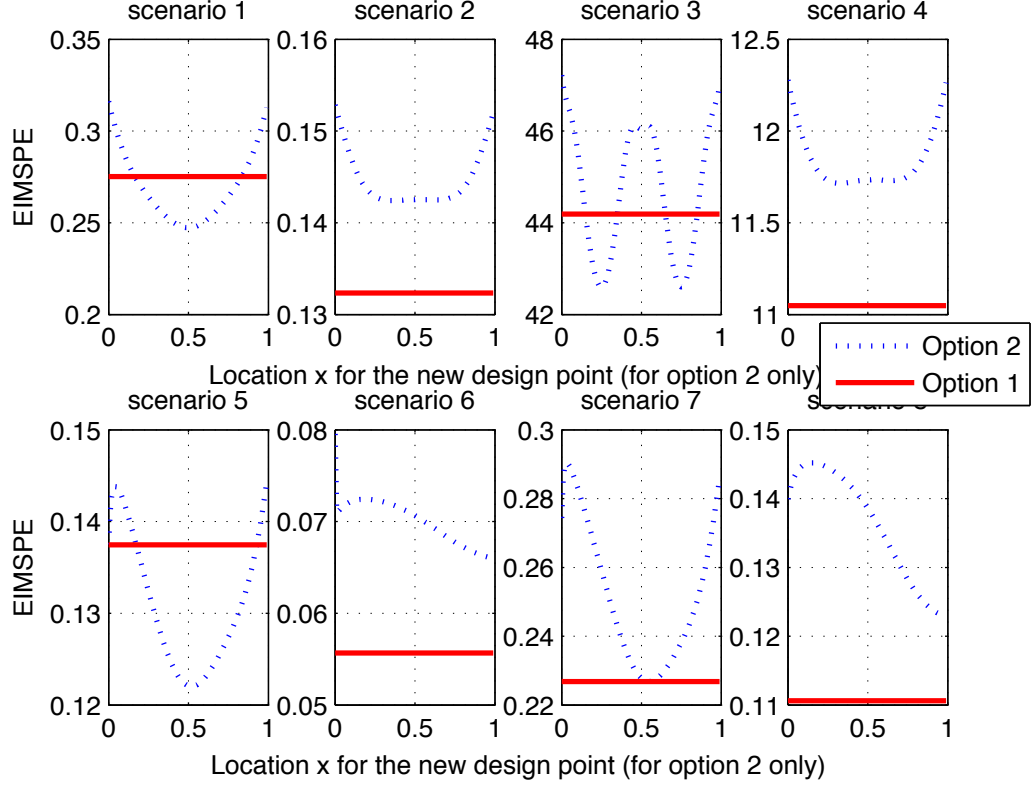 scenario 1
scenario 2
scenario 3
scenario 4
0.35
0.3
0.25
0.2
EIMSPE
0 0.5 1
0.16
0.15
0.14
0.13
0 0.5 1
48
46
44
42
0 0.5 1
12.5
12
11.5
11
0 0.5 1
Location x for the new design point (for option 2 only)
Option 2
Option 1
scenario 5
scenario 6
scenario 7
0.15
0.14
0.13
0.12
EIMSPE
0 0.5 1
0.08
0.07
0.06
0.05
0 0.5 1
0.3
0.28
0.26
0.24
0.22
0 0.5 1
0.15
0.14
0.13
0.12
0.11
0 0.5 1
Location x for the new design point (for option 2 only)